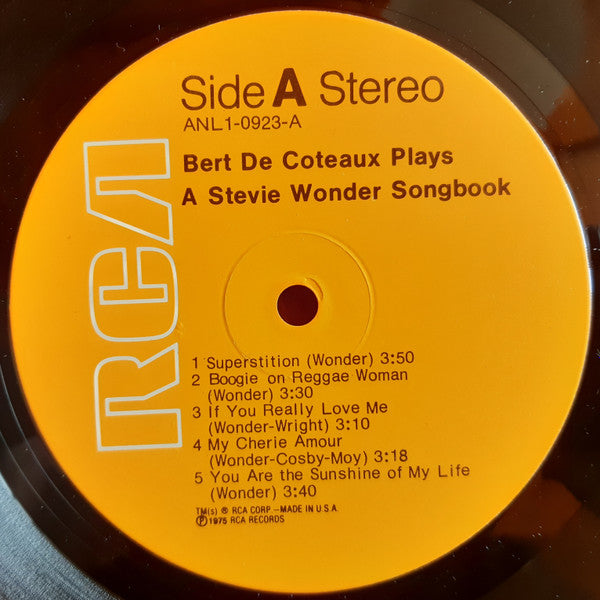 Side A Stereo
ANL1-0923-A
Bert De Coteaux Plays
A Stevie Wonder Songbook
RCA
1 Superstition (Wonder) 3:50
2 Boogie on Reggae Woman
(Wonder) 3:30
3 If You Really Love Me
(Wonder-Wright) 3:10
4 My Cherie Amour
(Wonder-Cosby-Moy) 3:18
5 You Are the Sunshine of My Life
(Wonder) 3:40
TM(s) ® RCA CORP -MADE IN U.S.A.
Ⓟ 1975 RCA RECORDS